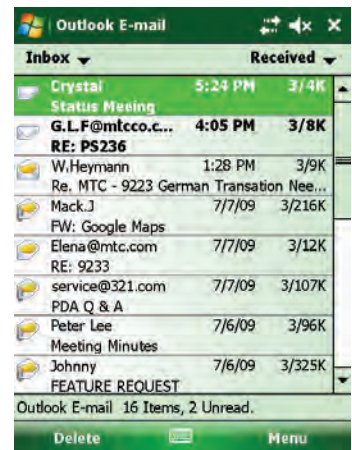 Outlook E-mail
Inbox Received
Crystal 5:24 PM 3/4K
Status Meeing
G.L.F@mtcco.c... 4:05 PM 3/8K
RE: PS236
W.Heymann 1:28 PM 3/9K
Re. MTC - 9223 German Transation Nee...
Mack.J 7/7/09 3/216K
FW: Google Maps
Elena@mtc.com 7/7/09 3/12K
RE: 9233
service@321.com 7/7/09 3/107K
PDA Q & A
Peter Lee 7/6/09 3/96K
Meeting Minutes
Johnny 7/6/09 3/325K
FEATURE REQUEST
Outlook E-mail 16 Items, 2 Unread.
Delete Menu